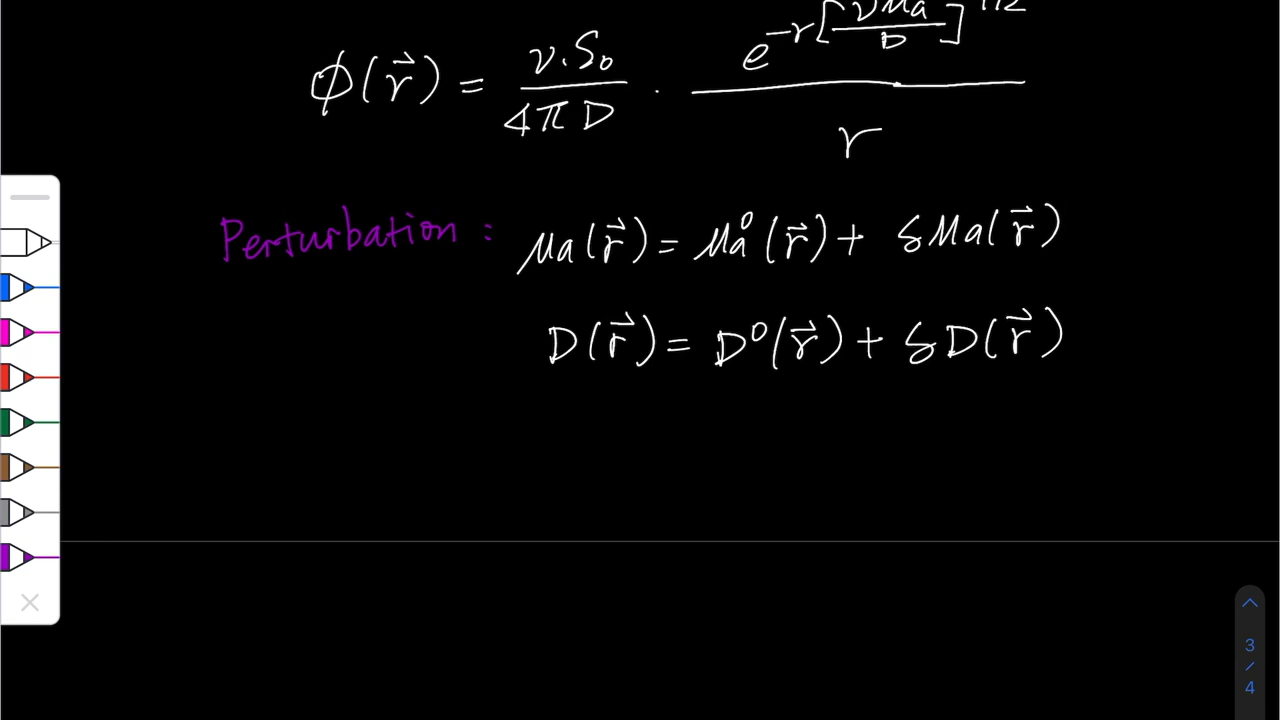 ϕ(r⃗) = ν.S₀ / 4πD · e^{-r[νμa/D]^{1/2}} / r
Perturbation : μa(r⃗) = μa⁰(r⃗) + δμa(r⃗)
D(r⃗) = D⁰(r⃗) + δD(r⃗)
3
/
4